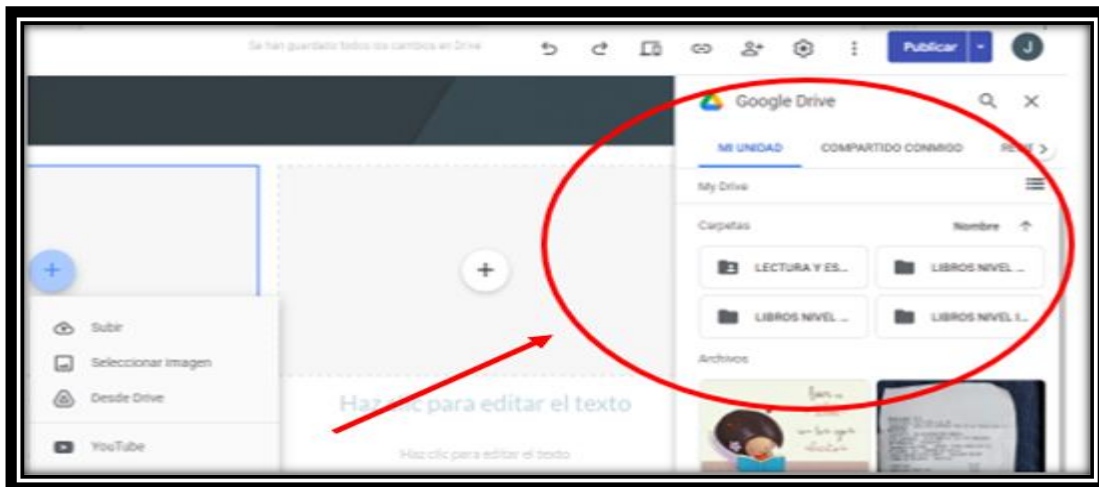 Se han guardado todos los cambios en Drive
Publicar
J
Google Drive
MI UNIDAD COMPARTIDO CONMIGO
My Drive
Carpetas Nombre
LECTURA Y ES... LIBROS NIVEL ...
LIBROS NIVEL ... LIBROS NIVEL I...
Archivos
Subir
Seleccionar imagen
Desde Drive
YouTube
Haz clic para editar el texto
Haz clic para editar el texto